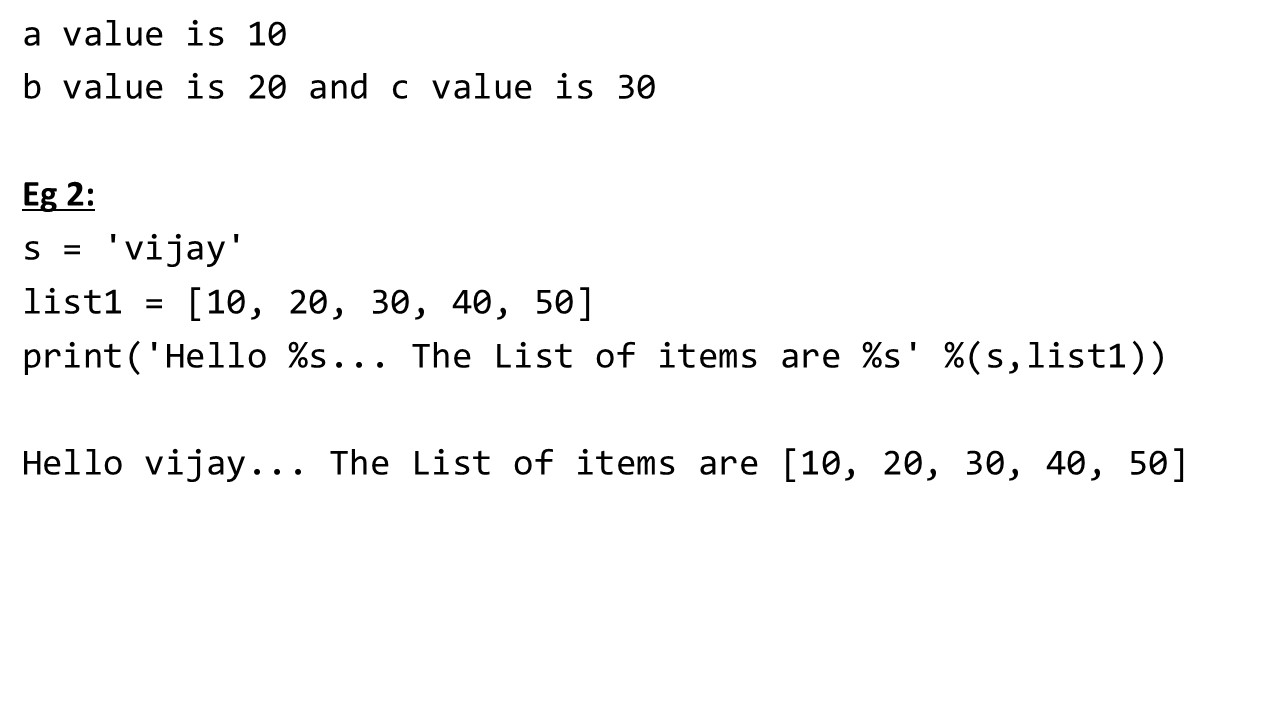 a value is 10
b value is 20 and c value is 30
Eg 2:
s = 'vijay'
list1 = [10, 20, 30, 40, 50]
print('Hello %s... The List of items are %s' %(s,list1))
Hello vijay... The List of items are [10, 20, 30, 40, 50]